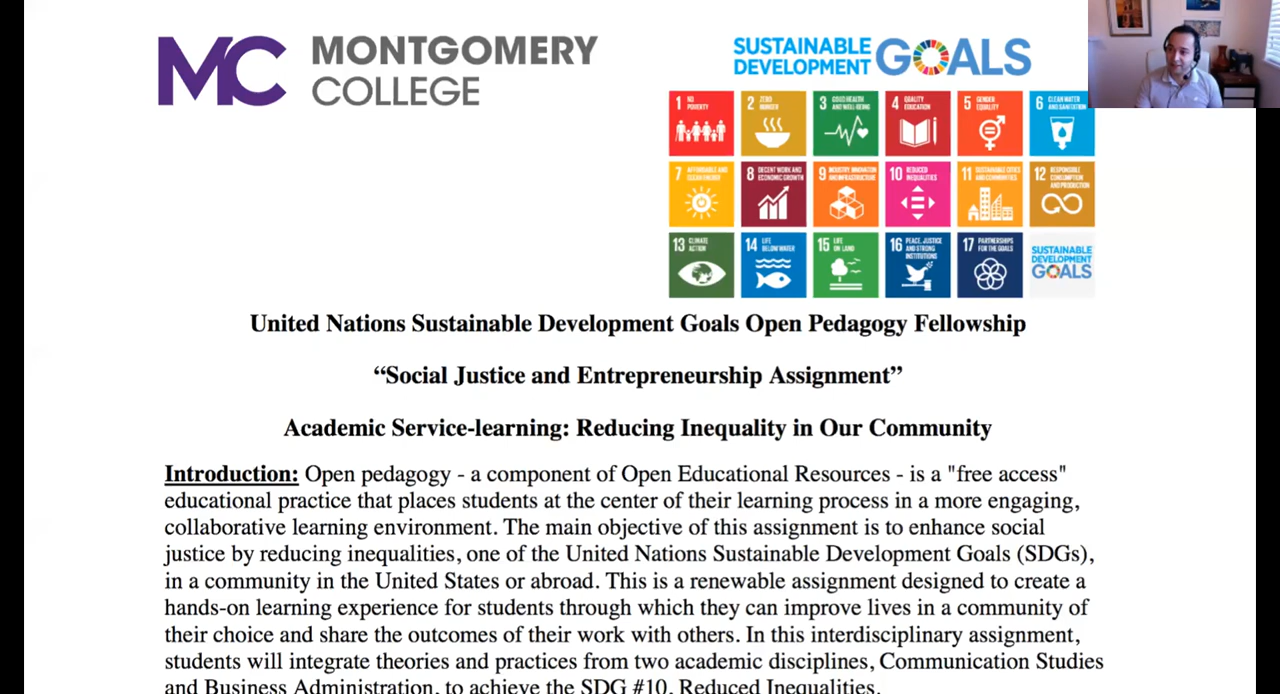 MC MONTGOMERY
COLLEGE
SUSTAINABLE
DEVELOPMENT GOALS
1 NO
POVERTY
2 ZERO
HUNGER
3 GOOD HEALTH
AND WELL-BEING
4 QUALITY
EDUCATION
5 GENDER
EQUALITY
6 CLEAN WATER
AND SANITATION
7 AFFORDABLE AND
CLEAN ENERGY
8 DECENT WORK AND
ECONOMIC GROWTH
9 INDUSTRY, INNOVATION
AND INFRASTRUCTURE
10 REDUCED
INEQUALITIES
11 SUSTAINABLE CITIES
AND COMMUNITIES
12 RESPONSIBLE
CONSUMPTION
AND PRODUCTION
13 CLIMATE
ACTION
14 LIFE
BELOW WATER
15 LIFE
ON LAND
16 PEACE, JUSTICE
AND STRONG
INSTITUTIONS
17 PARTNERSHIPS
FOR THE GOALS
SUSTAINABLE
DEVELOPMENT
GOALS
United Nations Sustainable Development Goals Open Pedagogy Fellowship
“Social Justice and Entrepreneurship Assignment”
Academic Service-learning: Reducing Inequality in Our Community
Introduction: Open pedagogy - a component of Open Educational Resources - is a "free access"
educational practice that places students at the center of their learning process in a more engaging,
collaborative learning environment. The main objective of this assignment is to enhance social
justice by reducing inequalities, one of the United Nations Sustainable Development Goals (SDGs),
in a community in the United States or abroad. This is a renewable assignment designed to create a
hands-on learning experience for students through which they can improve lives in a community of
their choice and share the outcomes of their work with others. In this interdisciplinary assignment,
students will integrate theories and practices from two academic disciplines, Communication Studies
and Business Administration, to achieve the SDG #10, Reduced Inequalities.